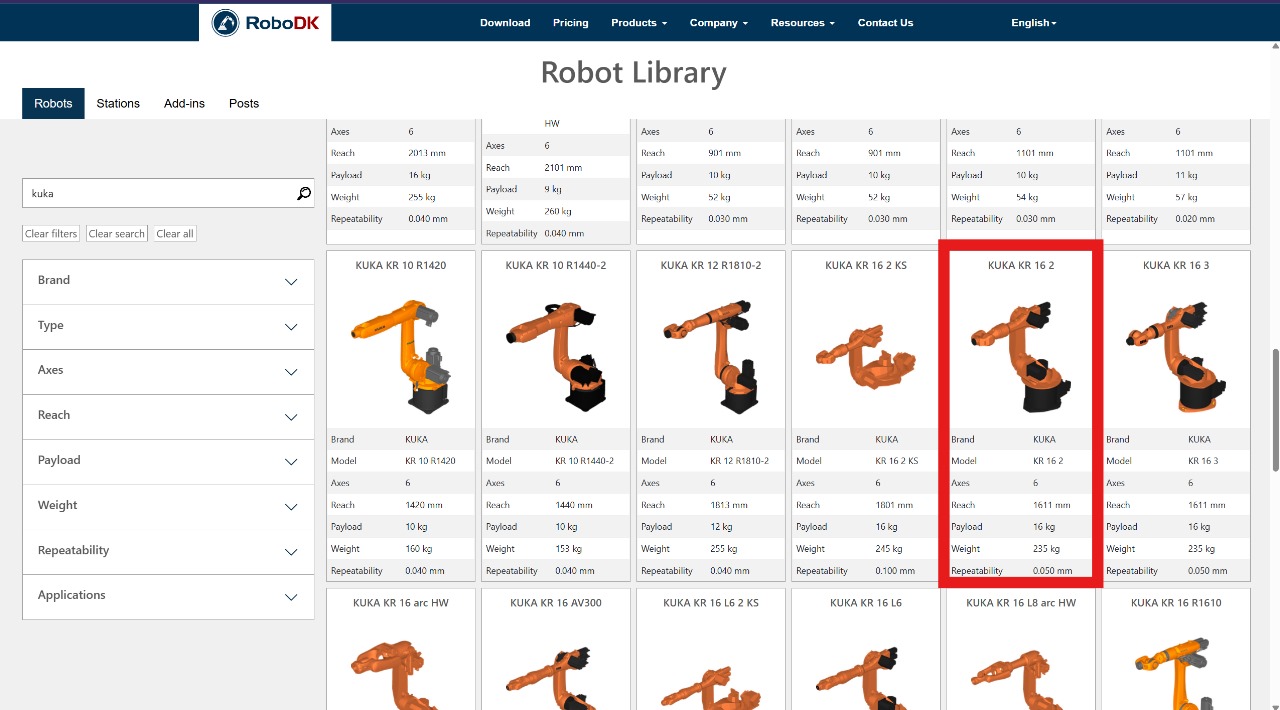 RoboDK
Download Pricing Products Company Resources Contact Us English
Robot Library
Robots Stations Add-ins Posts
kuka
Clear filters Clear search Clear all
Brand
Type
Axes
Reach
Payload
Weight
Repeatability
Applications
Axes 6
Reach 2013 mm
Payload 16 kg
Weight 255 kg
Repeatability 0.040 mm
HW
Axes 6
Reach 2101 mm
Payload 9 kg
Weight 260 kg
Repeatability 0.040 mm
Axes 6
Reach 901 mm
Payload 10 kg
Weight 52 kg
Repeatability 0.030 mm
Axes 6
Reach 901 mm
Payload 10 kg
Weight 52 kg
Repeatability 0.030 mm
Axes 6
Reach 1101 mm
Payload 10 kg
Weight 54 kg
Repeatability 0.030 mm
Axes 6
Reach 1101 mm
Payload 11 kg
Weight 57 kg
Repeatability 0.020 mm
KUKA KR 10 R1420
Brand KUKA
Model KR 10 R1420
Axes 6
Reach 1420 mm
Payload 10 kg
Weight 160 kg
Repeatability 0.040 mm
KUKA KR 10 R1440-2
Brand KUKA
Model KR 10 R1440-2
Axes 6
Reach 1440 mm
Payload 10 kg
Weight 153 kg
Repeatability 0.040 mm
KUKA KR 12 R1810-2
Brand KUKA
Model KR 12 R1810-2
Axes 6
Reach 1813 mm
Payload 12 kg
Weight 255 kg
Repeatability 0.040 mm
KUKA KR 16 2 KS
Brand KUKA
Model KR 16 2 KS
Axes 6
Reach 1801 mm
Payload 16 kg
Weight 245 kg
Repeatability 0.100 mm
KUKA KR 16 2
Brand KUKA
Model KR 16 2
Axes 6
Reach 1611 mm
Payload 16 kg
Weight 235 kg
Repeatability 0.050 mm
KUKA KR 16 3
Brand KUKA
Model KR 16 3
Axes 6
Reach 1611 mm
Payload 16 kg
Weight 235 kg
Repeatability 0.050 mm
KUKA KR 16 arc HW
KUKA KR 16 AV300
KUKA KR 16 L6 2 KS
KUKA KR 16 L6
KUKA KR 16 L8 arc HW
KUKA KR 16 R1610